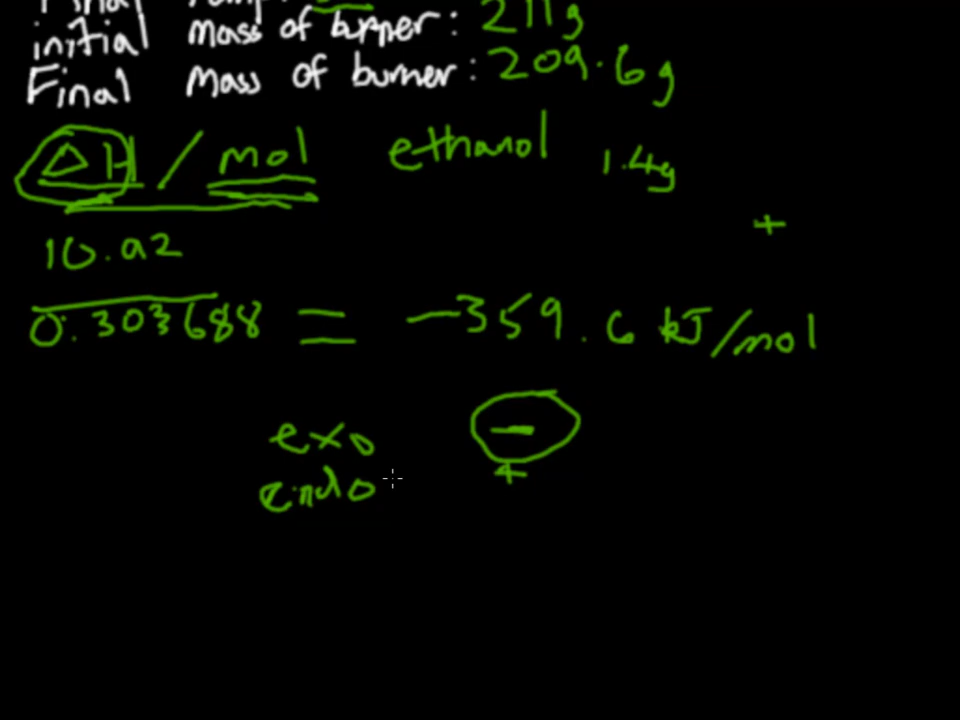 Final
initial mass of burner: 211g
Final mass of burner: 209.6g
ΔH / mol ethanol 1.4g
+
10.92
0.303688 = -359.6 kJ/mol
exo -
endo +